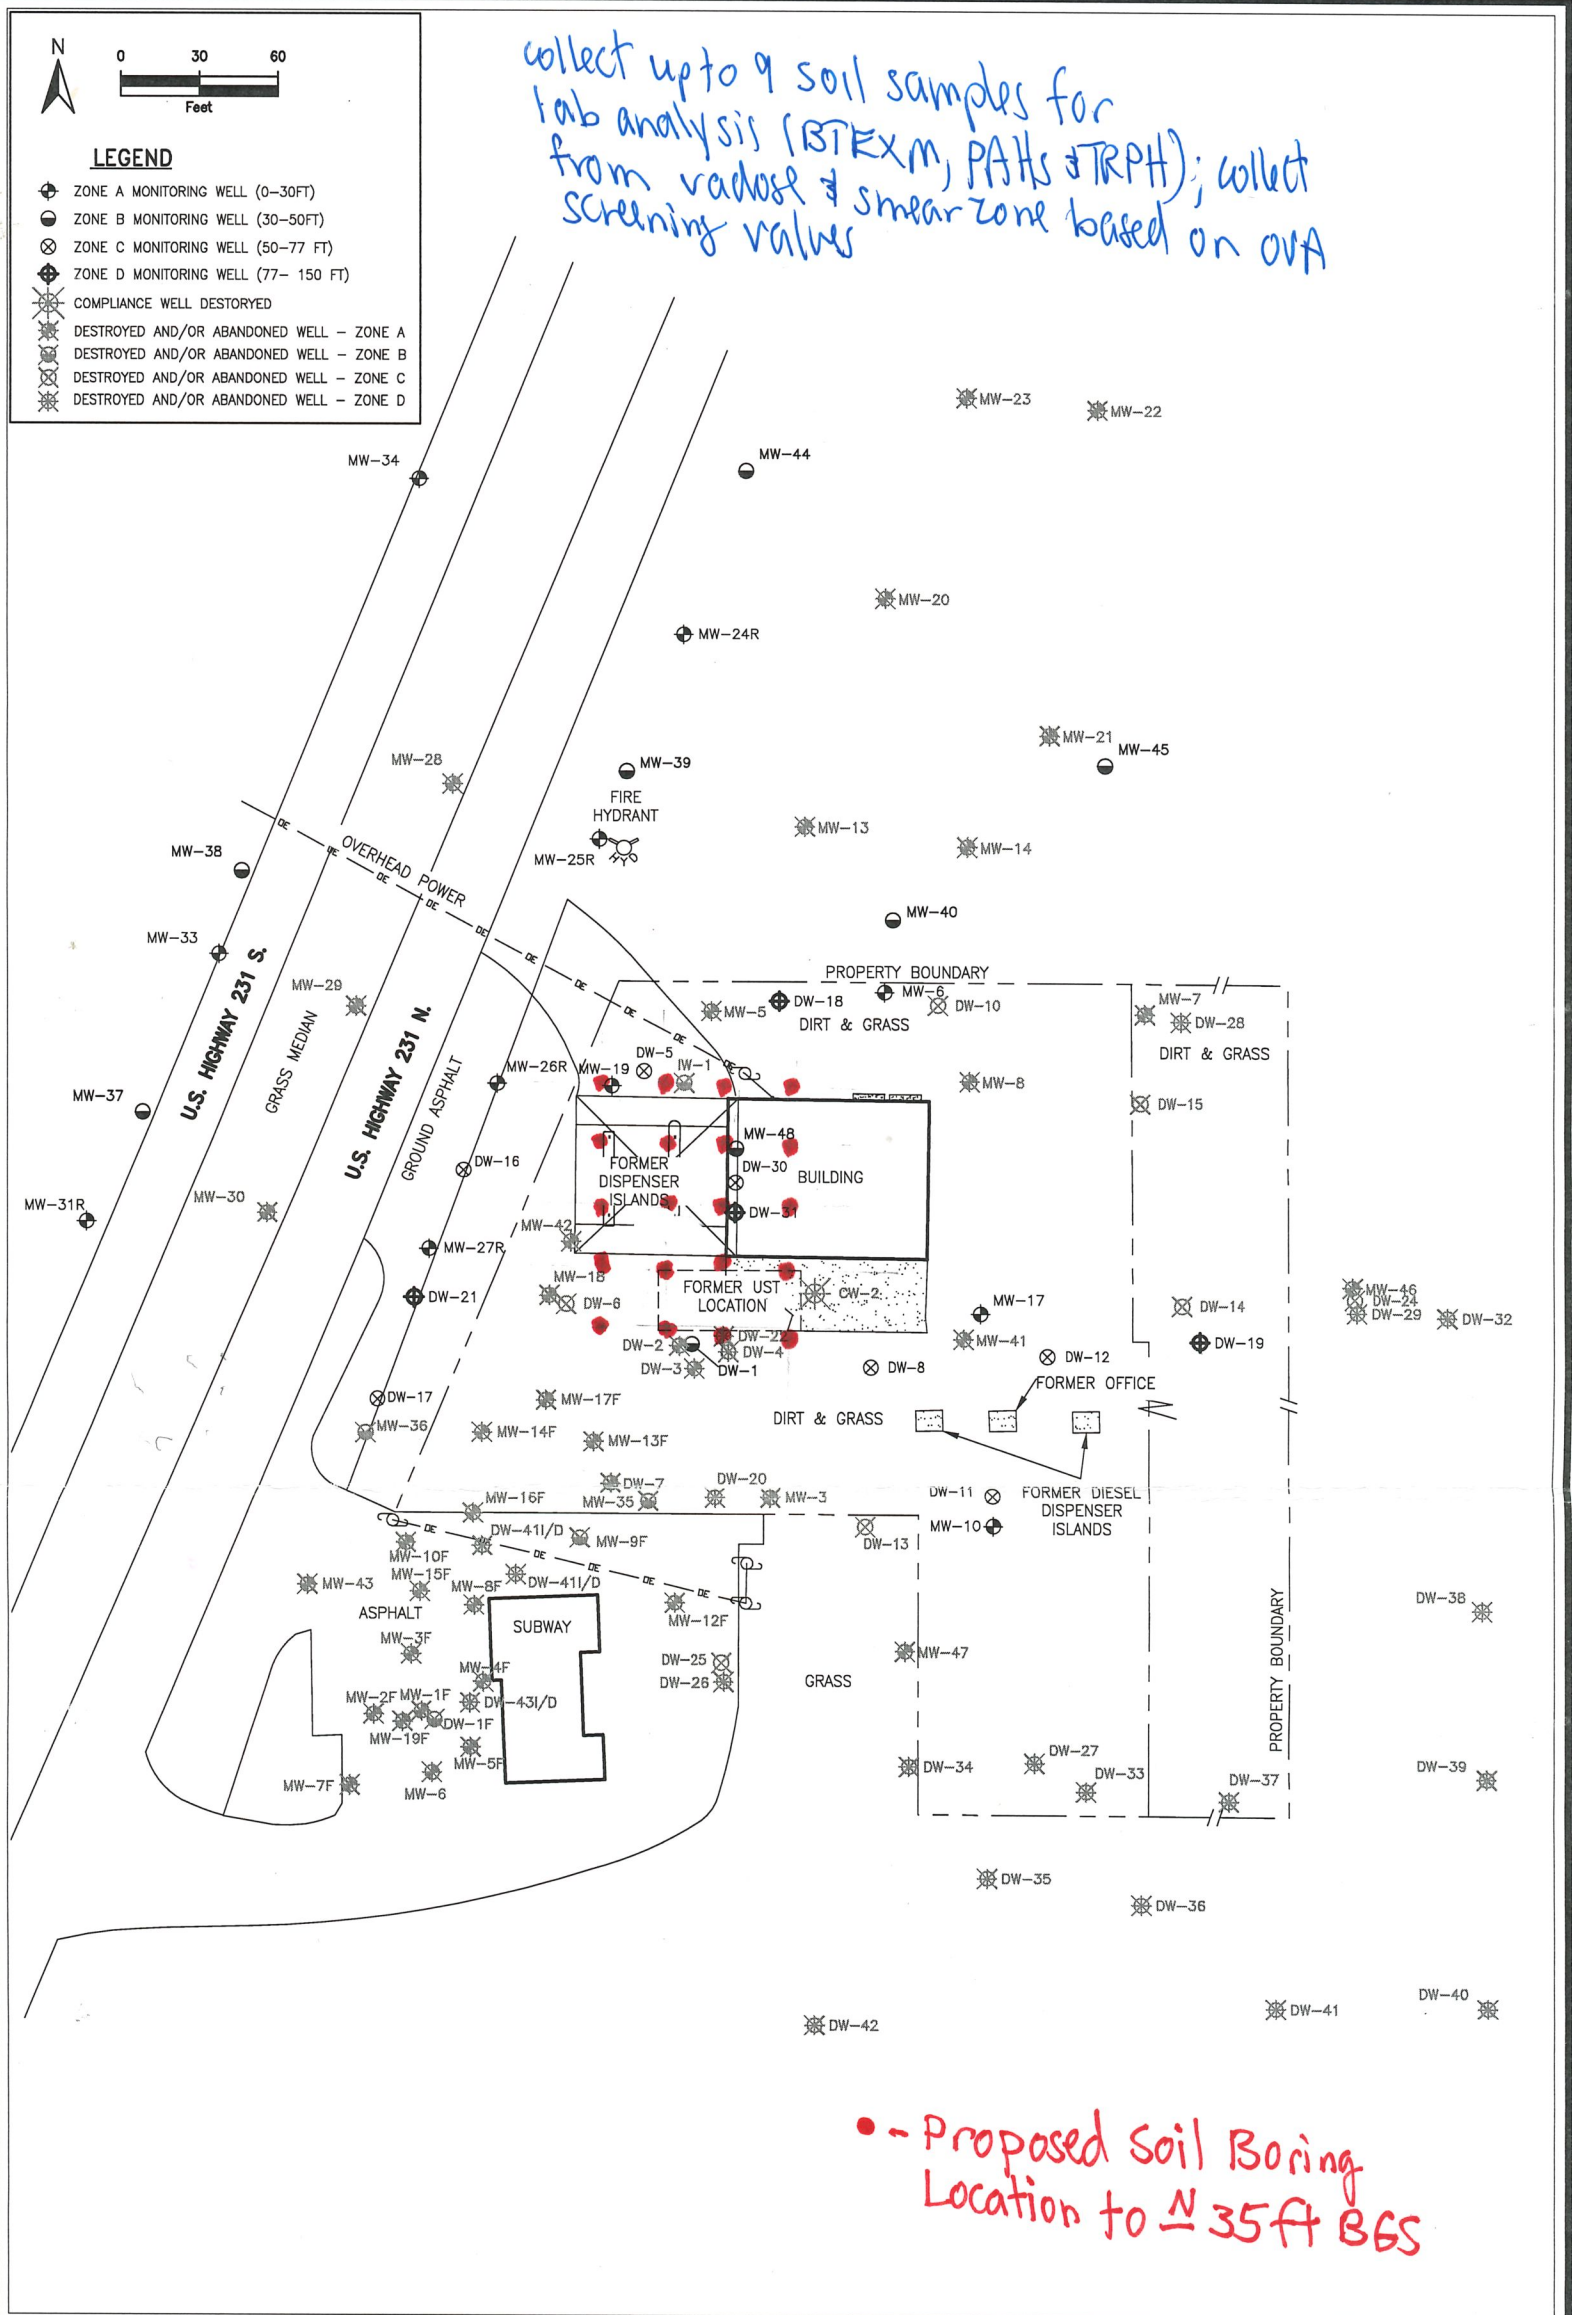 N
0 30 60
Feet
LEGEND
ZONE A MONITORING WELL (0-30FT)
ZONE B MONITORING WELL (30-50FT)
ZONE C MONITORING WELL (50-77 FT)
ZONE D MONITORING WELL (77- 150 FT)
COMPLIANCE WELL DESTORYED
DESTROYED AND/OR ABANDONED WELL - ZONE A
DESTROYED AND/OR ABANDONED WELL - ZONE B
DESTROYED AND/OR ABANDONED WELL - ZONE C
DESTROYED AND/OR ABANDONED WELL - ZONE D
collect up to 9 soil samples for
lab analysis (BTEXM, PAHs & TRPH); collect
from vadose & smear zone based on OVA
screening values
MW-23
MW-22
MW-34
MW-44
MW-20
MW-24R
MW-21
MW-45
MW-28
MW-39
FIRE
HYDRANT
MW-13
MW-14
MW-25R
HYD
OVERHEAD POWER
OE
OE
OE
OE
OE
OE
OE
OE
OE
OE
MW-38
MW-33
MW-40
PROPERTY BOUNDARY
U.S. HIGHWAY 231 S.
MW-29
GRASS MEDIAN
U.S. HIGHWAY 231 N.
GROUND ASPHALT
MW-5
DW-18
MW-6
DW-10
DIRT & GRASS
MW-7
DW-28
DIRT & GRASS
MW-26R
MW-19
DW-5
IW-1
MW-8
DW-15
MW-37
MW-48
DW-30
BUILDING
DW-31
FORMER
DISPENSER
ISLANDS
DW-16
MW-31R
MW-30
MW-42
MW-27R
DW-21
MW-18
DW-6
FORMER UST
LOCATION
CW-2
MW-17
DW-14
MW-46
DW-24
DW-29
DW-32
DW-2
DW-22
DW-4
DW-3
DW-1
MW-41
DW-19
DW-8
DW-12
FORMER OFFICE
DW-17
MW-36
MW-17F
MW-14F
MW-13F
DIRT & GRASS
DW-7
MW-35
DW-20
MW-3
DW-11
FORMER DIESEL
DISPENSER
ISLANDS
MW-16F
MW-10
DW-13
OE
OE
OE
OE
OE
DW-41I/D
MW-9F
MW-10F
MW-15F
MW-43
MW-8F
DW-41I/D
ASPHALT
SUBWAY
MW-12F
DW-38
MW-3F
MW-4F
DW-25
DW-26
GRASS
MW-47
PROPERTY BOUNDARY
MW-2F
MW-1F
DW-43I/D
MW-19F
DW-1F
MW-5F
MW-7F
MW-6
DW-34
DW-27
DW-33
DW-37
DW-39
DW-35
DW-36
DW-42
DW-41
DW-40
- Proposed Soil Boring
Location to ~ 35ft BGS